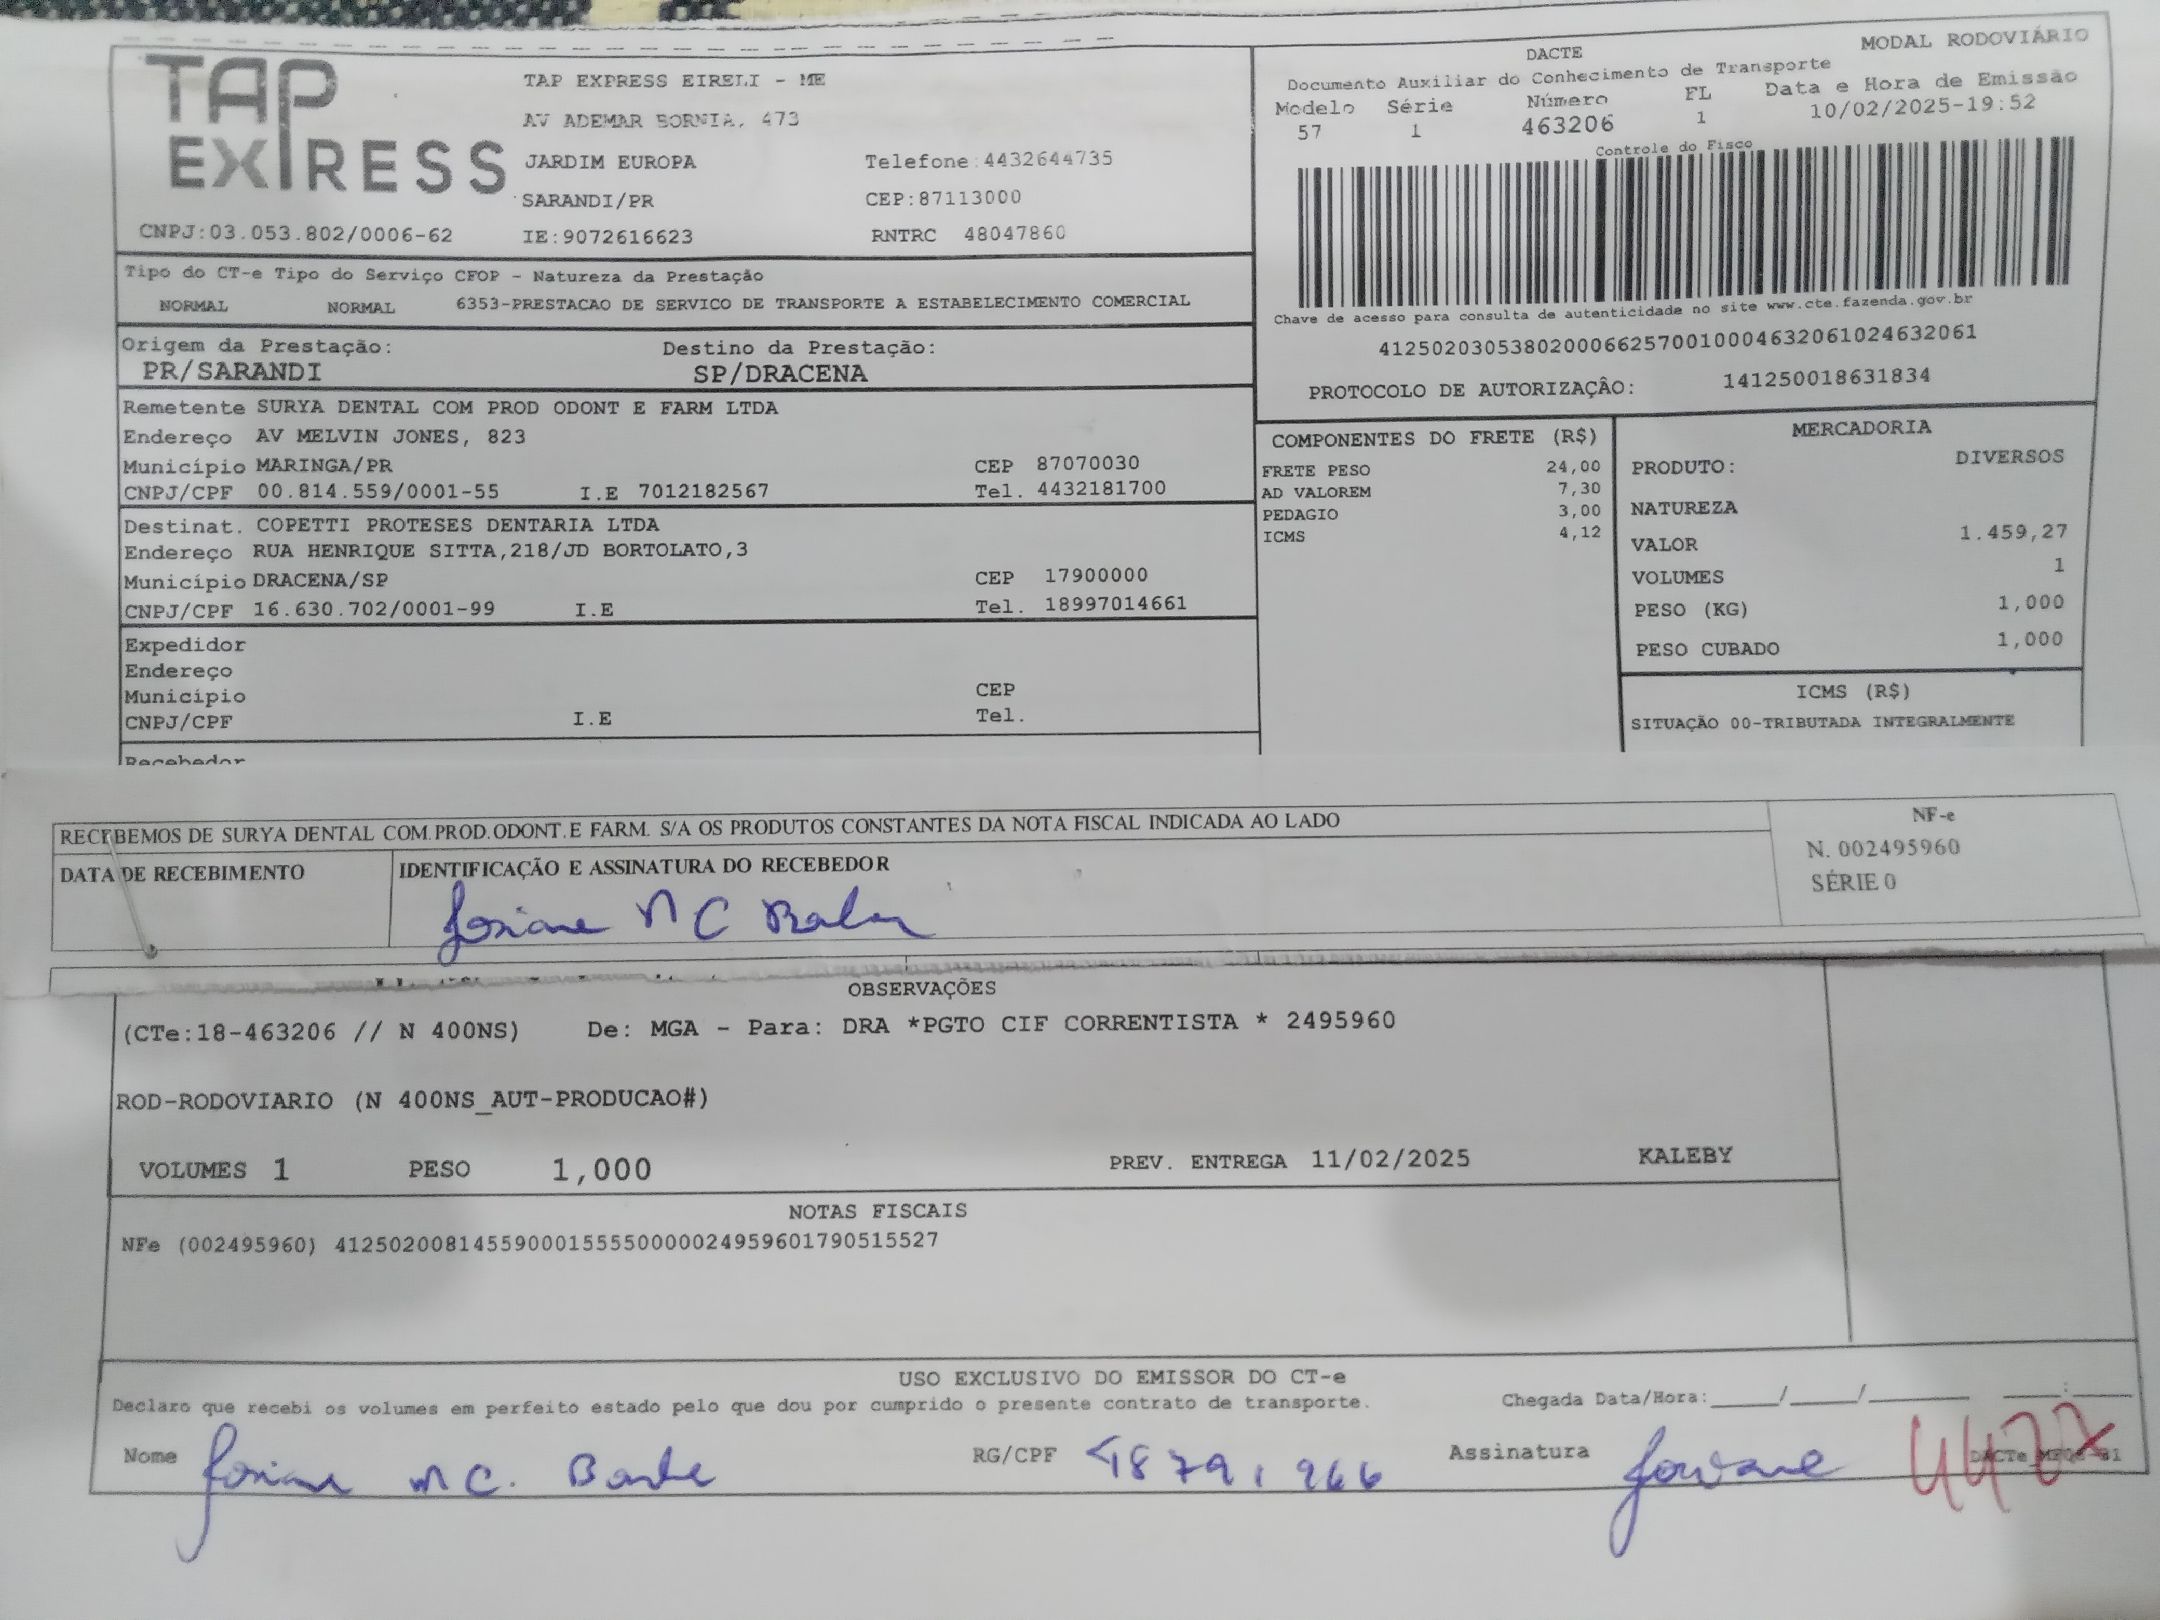 TAP EXPRESS
TAP EXPRESS EIRELI - ME
AV ADEMAR BORNIA, 473
JARDIM EUROPA Telefone:4432644735
SARANDI/PR CEP:87113000
CNPJ:03.053.802/0006-62 IE:9072616623 RNTRC 48047860
DACTE MODAL RODOVIÁRIO
Documento Auxiliar do Conhecimento de Transporte
Modelo Série Número FL Data e Hora de Emissão
57 1 463206 1 10/02/2025-19:52
Controle do Fisco
Chave de acesso para consulta de autenticidade no site www.cte.fazenda.gov.br
41250203053802000662570010004632061024632061
PROTOCOLO DE AUTORIZAÇÃO: 141250018631834
Tipo do CT-e Tipo do Serviço CFOP - Natureza da Prestação
NORMAL NORMAL 6353-PRESTACAO DE SERVICO DE TRANSPORTE A ESTABELECIMENTO COMERCIAL
Origem da Prestação: Destino da Prestação:
PR/SARANDI SP/DRACENA
Remetente SURYA DENTAL COM PROD ODONT E FARM LTDA
Endereço AV MELVIN JONES, 823
Município MARINGA/PR CEP 87070030
CNPJ/CPF 00.814.559/0001-55 I.E 7012182567 Tel. 4432181700
Destinat. COPETTI PROTESES DENTARIA LTDA
Endereço RUA HENRIQUE SITTA,218/JD BORTOLATO,3
Município DRACENA/SP CEP 17900000
CNPJ/CPF 16.630.702/0001-99 I.E Tel. 18997014661
Expedidor
Endereço
Município CEP
CNPJ/CPF I.E Tel.
Recebedor
COMPONENTES DO FRETE (R$)
FRETE PESO 24,00
AD VALOREM 7,30
PEDAGIO 3,00
ICMS 4,12
MERCADORIA
PRODUTO: DIVERSOS
NATUREZA
VALOR 1.459,27
VOLUMES 1
PESO (KG) 1,000
PESO CUBADO 1,000
ICMS (R$)
SITUAÇÃO 00-TRIBUTADA INTEGRALMENTE
RECEBEMOS DE SURYA DENTAL COM.PROD.ODONT.E FARM. S/A OS PRODUTOS CONSTANTES DA NOTA FISCAL INDICADA AO LADO
DATA DE RECEBIMENTO IDENTIFICAÇÃO E ASSINATURA DO RECEBEDOR
Josiane M C
NF-e
N. 002495960
SÉRIE 0
OBSERVAÇÕES
(CTe:18-463206 // N 400NS) De: MGA - Para: DRA *PGTO CIF CORRENTISTA * 2495960
ROD-RODOVIARIO (N 400NS_AUT-PRODUCAO#)
VOLUMES 1 PESO 1,000 PREV. ENTREGA 11/02/2025 KALEBY
NOTAS FISCAIS
NFe (002495960) 41250200814559000155550000024959601790515527
USO EXCLUSIVO DO EMISSOR DO CT-e
Declaro que recebi os volumes em perfeito estado pelo que dou por cumprido o presente contrato de transporte. Chegada Data/Hora:_____/_____/_______ ____:____
Nome Josiane M C. RG/CPF Assinatura Josiane